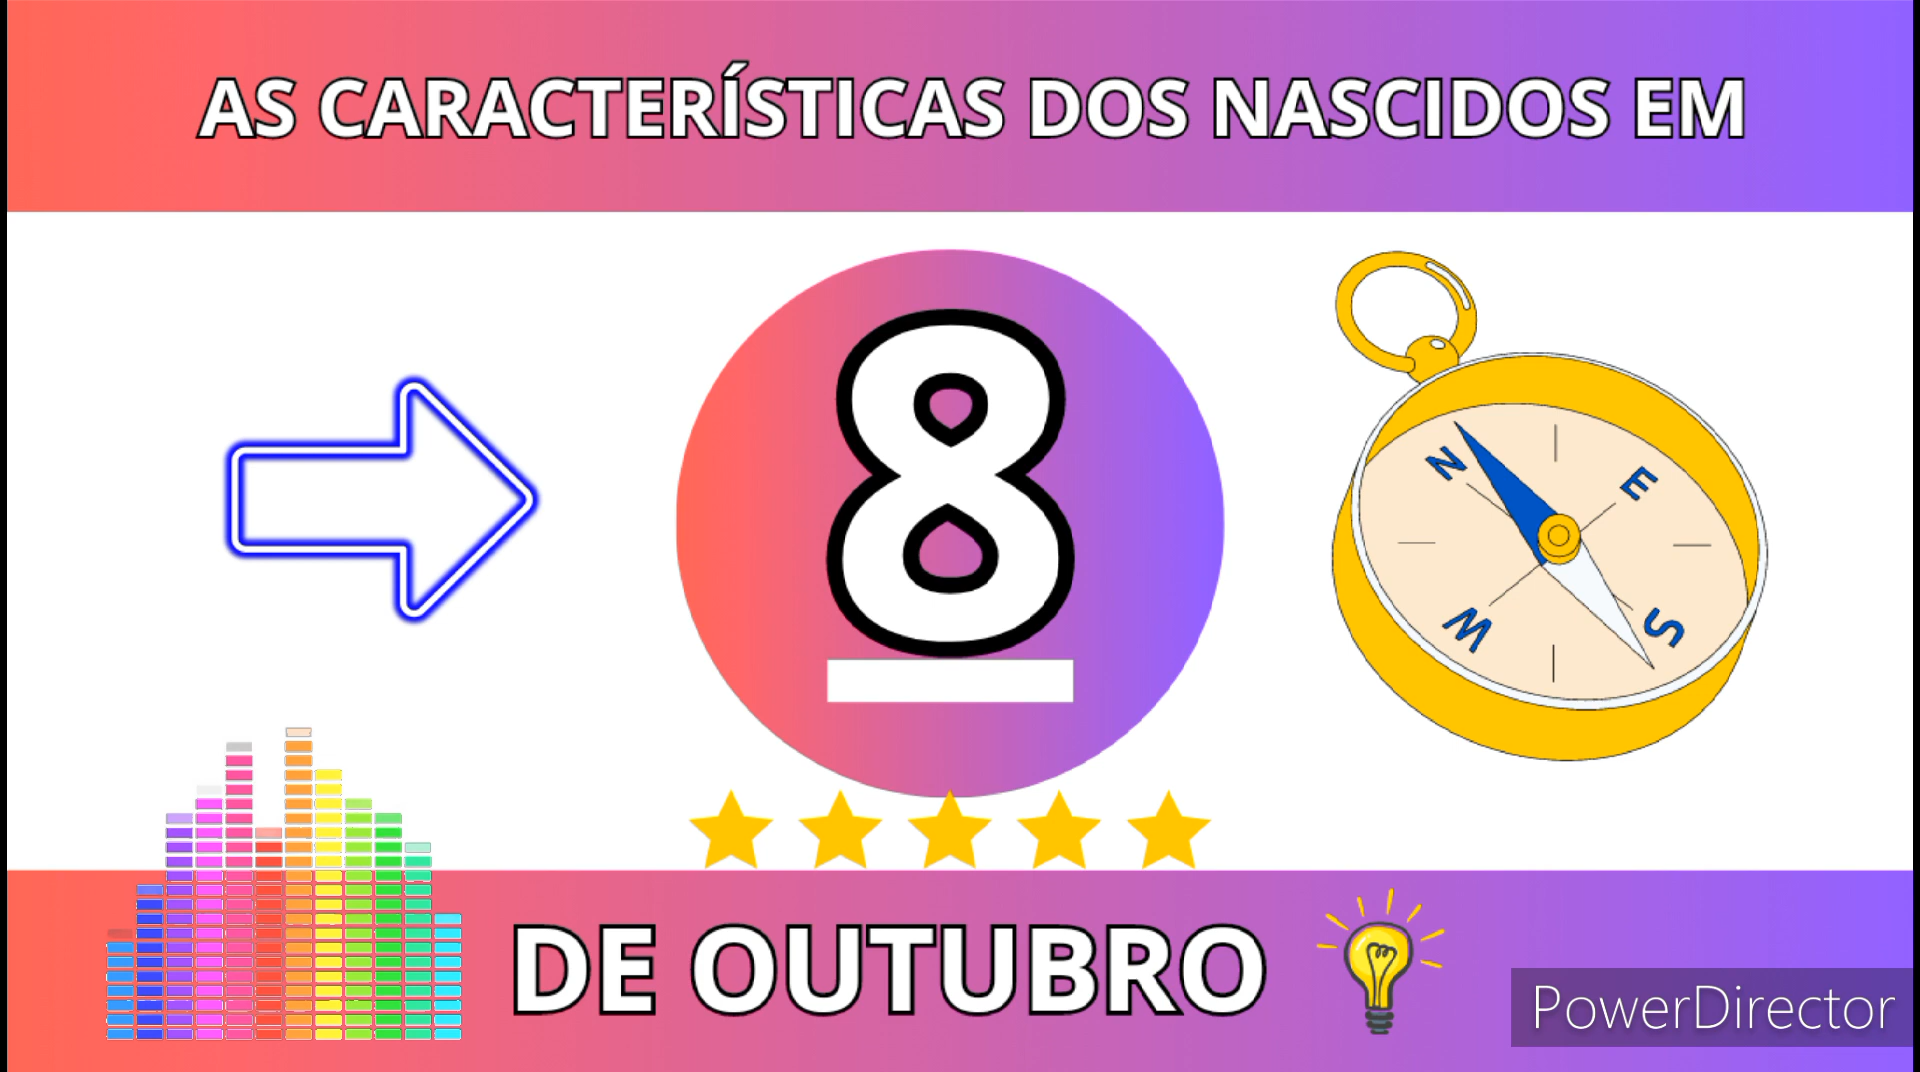 AS CARACTERÍSTICAS DOS NASCIDOS EM
8
N
E
W
S
DE OUTUBRO
PowerDirector